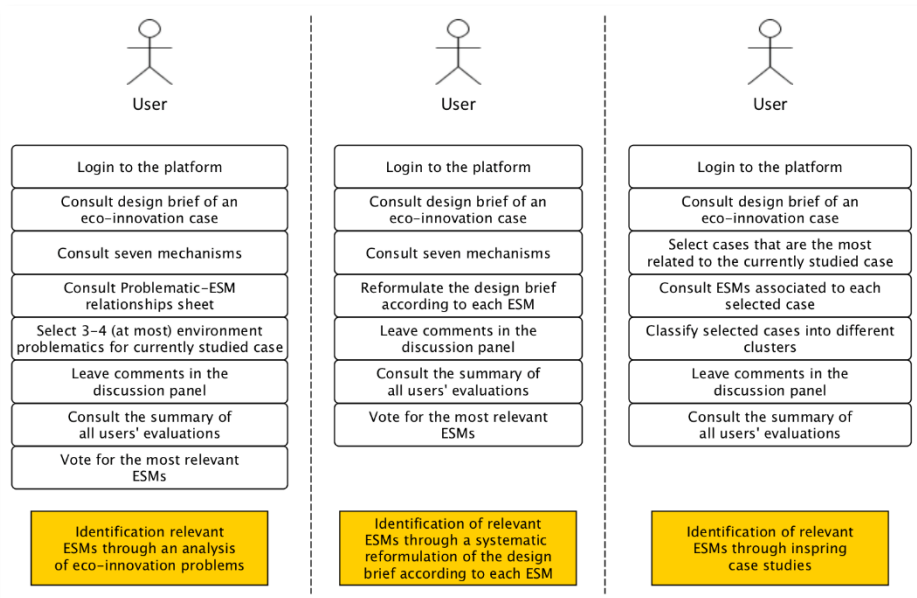 User
Login to the platform
Consult design brief of an
eco-innovation case
Consult seven mechanisms
Consult Problematic-ESM
relationships sheet
Select 3-4 (at most) environment
problematics for currently studied case
Leave comments in the
discussion panel
Consult the summary of
all users' evaluations
Vote for the most relevant
ESMs
Identification relevant
ESMs through an analysis
of eco-innovation problems
User
Login to the platform
Consult design brief of an
eco-innovation case
Consult seven mechanisms
Reformulate the design brief
according to each ESM
Leave comments in the
discussion panel
Consult the summary of
all users' evaluations
Vote for the most relevant
ESMs
Identification of relevant
ESMs through a systematic
reformulation of the design
brief according to each ESM
User
Login to the platform
Consult design brief of an
eco-innovation case
Select cases that are the most
related to the currently studied case
Consult ESMs associated to each
selected case
Classify selected cases into different
clusters
Leave comments in the
discussion panel
Consult the summary of
all users' evaluations
Identification of relevant
ESMs through inspring
case studies